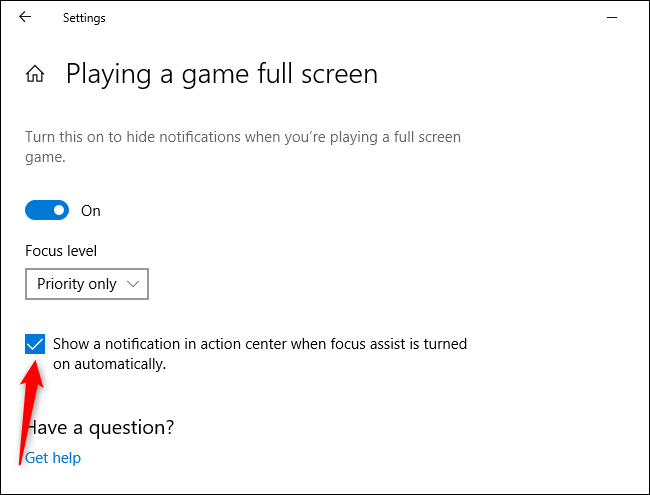 Settings
Playing a game full screen
Turn this on to hide notifications when you're playing a full screen
game.
On
Focus level
Priority only
Show a notification in action center when focus assist is turned
on automatically.
Have a question?
Get help